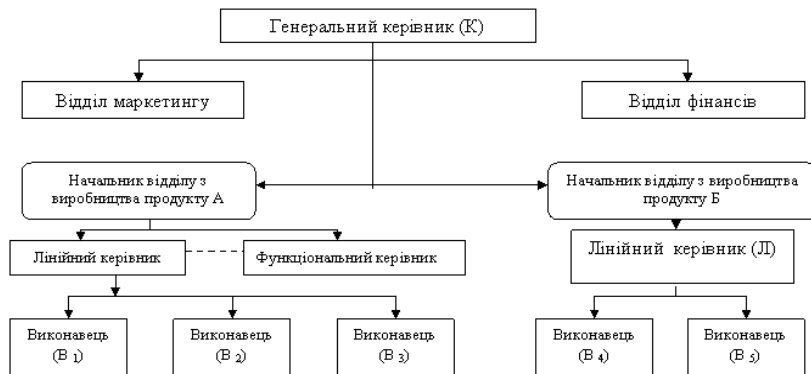 Генеральний керівник (К)
Відділ маркетингу
Відділ фінансів
Начальник відділу з
виробництва продукту А
Начальник відділу з виробництва
продукту Б
Лінійний керівник
Функціональний керівник
Лінійний керівник (Л)
Виконавець
(В 1)
Виконавець
(В 2)
Виконавець
(В 3)
Виконавець
(В 4)
Виконавець
(В 5)